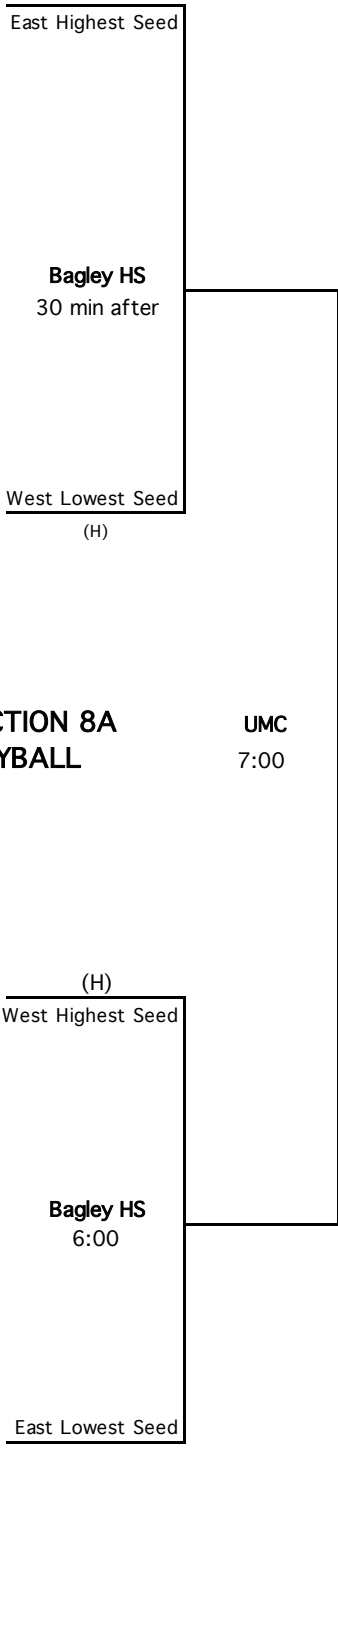 East Highest Seed
Bagley HS
30 min after
West Lowest Seed
(H)
CTION 8A
YBALL
UMC
7:00
(H)
West Highest Seed
Bagley HS
6:00
East Lowest Seed